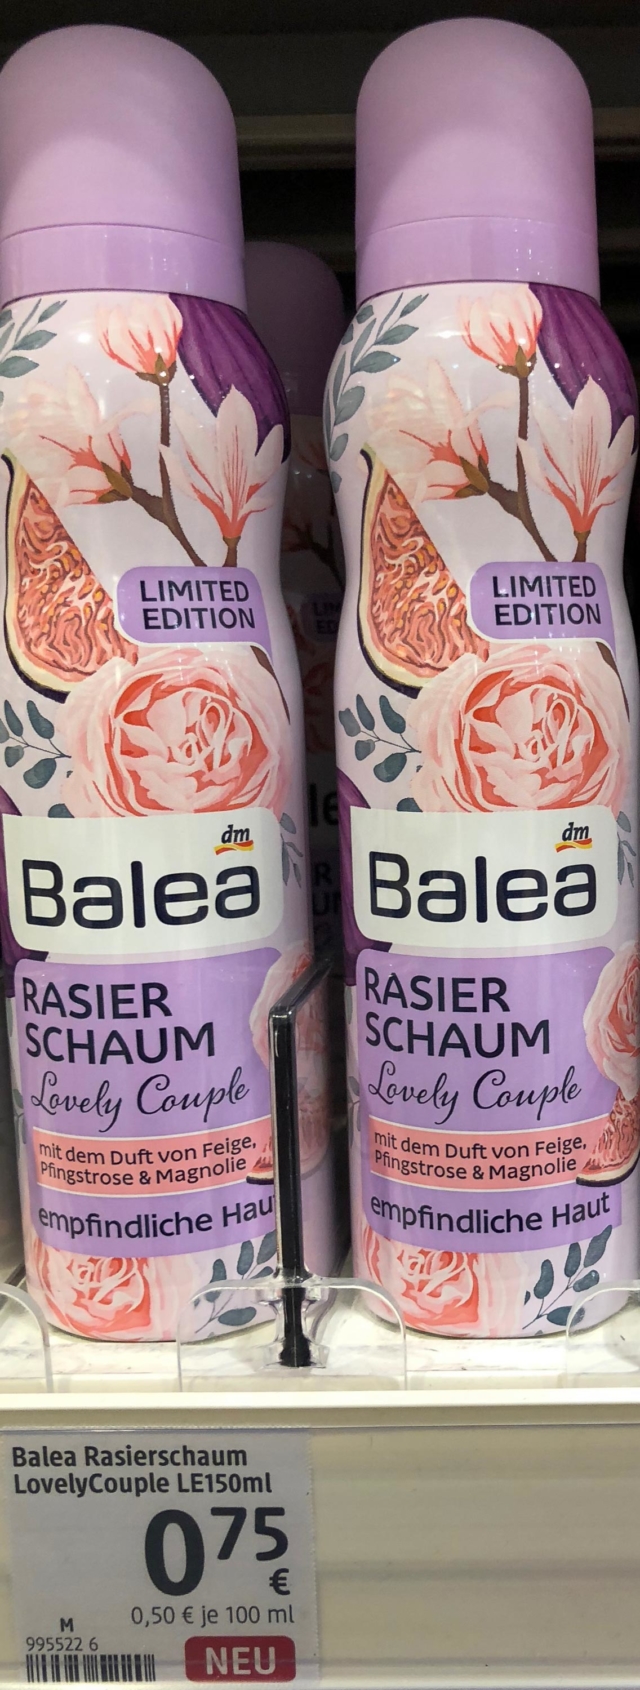 LIMITED
EDITION
dm
Balea
RASIER
SCHAUM
Lovely Couple
mit dem Duft von Feige,
Pfingstrose & Magnolie
empfindliche Hau
LIMITED
EDITION
dm
Balea
RASIER
SCHAUM
Lovely Couple
mit dem Duft von Feige,
Pfingstrose & Magnolie
empfindliche Haut
Balea Rasierschaum
LovelyCouple LE150ml
0,75
€
0,50 € je 100 ml
M
995522 6
NEU